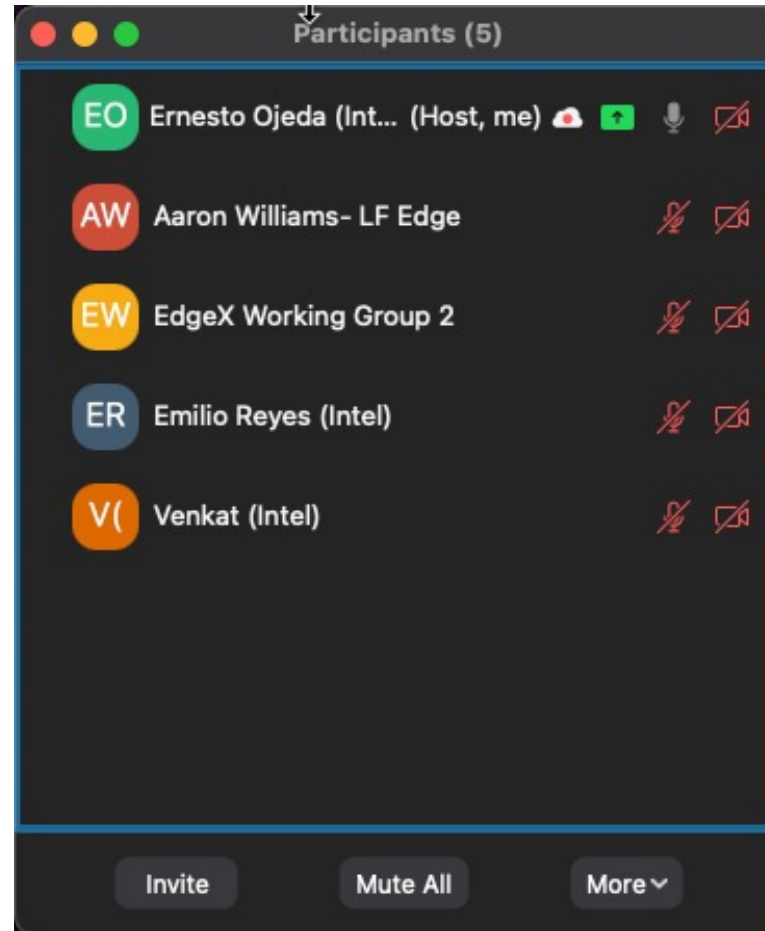 Participants (5)
EO Ernesto Ojeda (Int... (Host, me)
AW Aaron Williams- LF Edge
EW EdgeX Working Group 2
ER Emilio Reyes (Intel)
V( Venkat (Intel)
Invite Mute All More